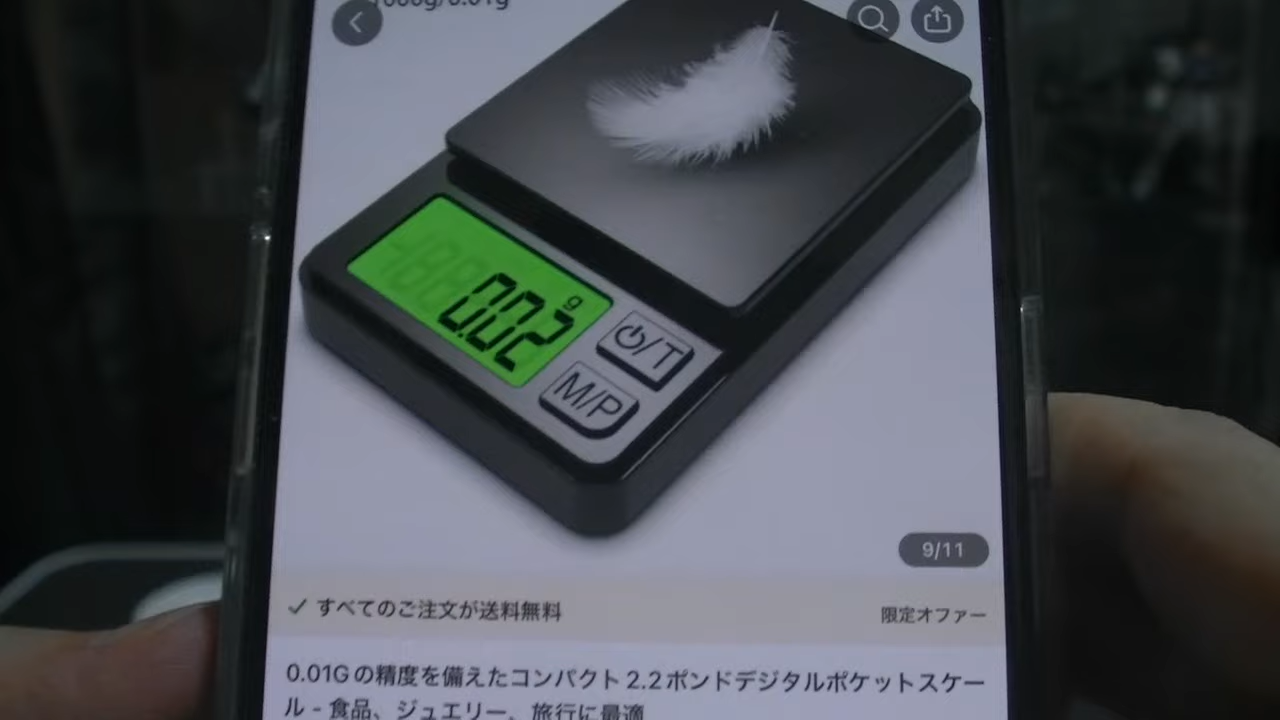 1000g/0.01g
0.02 g
⏻/T
M/P
9/11
✓ すべてのご注文が送料無料
限定オファー
0.01Gの精度を備えたコンパクト2.2ポンドデジタルポケットスケー
ル - 食品、ジュエリー、旅行に最適